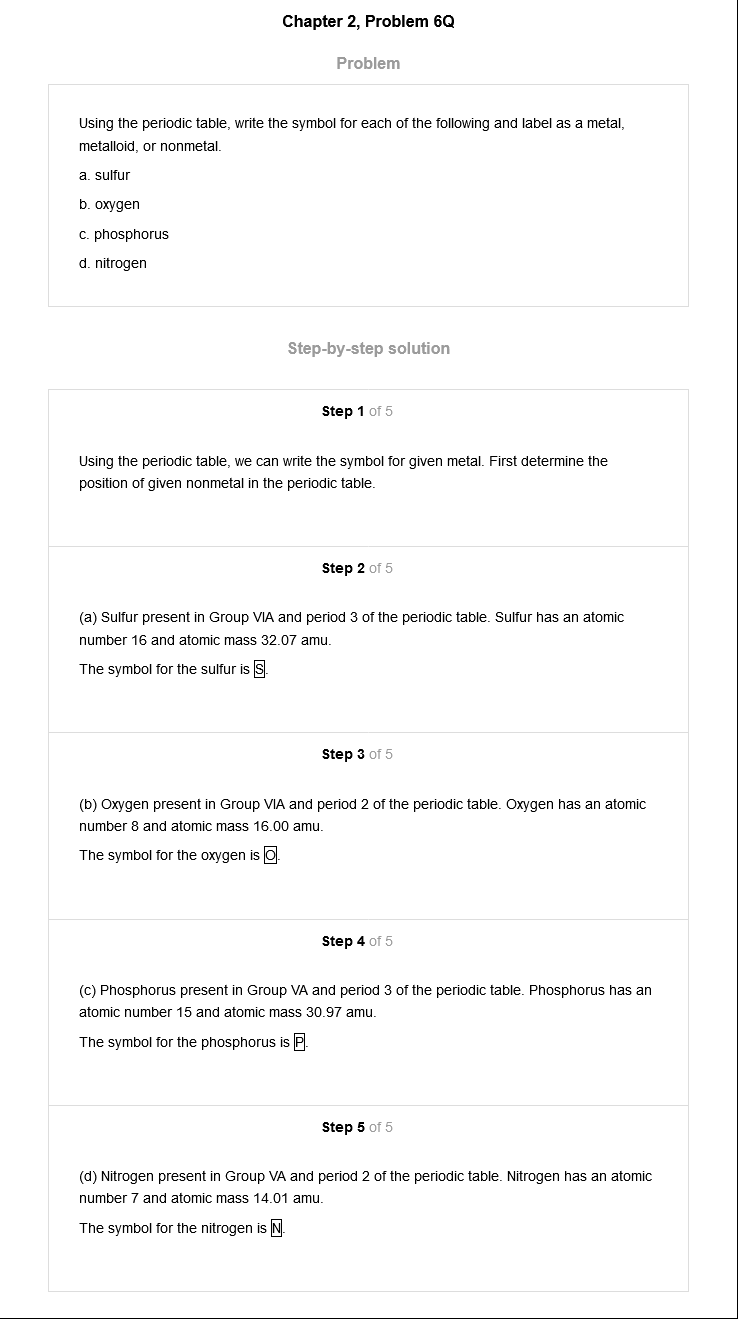 Chapter 2, Problem 6Q
Problem
Using the periodic table, write the symbol for each of the following and label as a metal,
metalloid, or nonmetal.
a. sulfur
b. oxygen
c. phosphorus
d. nitrogen
Step-by-step solution
Step 1 of 5
Using the periodic table, we can write the symbol for given metal. First determine the
position of given nonmetal in the periodic table.
Step 2 of 5
(a) Sulfur present in Group VIA and period 3 of the periodic table. Sulfur has an atomic
number 16 and atomic mass 32.07 amu.
The symbol for the sulfur is S.
Step 3 of 5
(b) Oxygen present in Group VIA and period 2 of the periodic table. Oxygen has an atomic
number 8 and atomic mass 16.00 amu.
The symbol for the oxygen is O.
Step 4 of 5
(c) Phosphorus present in Group VA and period 3 of the periodic table. Phosphorus has an
atomic number 15 and atomic mass 30.97 amu.
The symbol for the phosphorus is P.
Step 5 of 5
(d) Nitrogen present in Group VA and period 2 of the periodic table. Nitrogen has an atomic
number 7 and atomic mass 14.01 amu.
The symbol for the nitrogen is N.